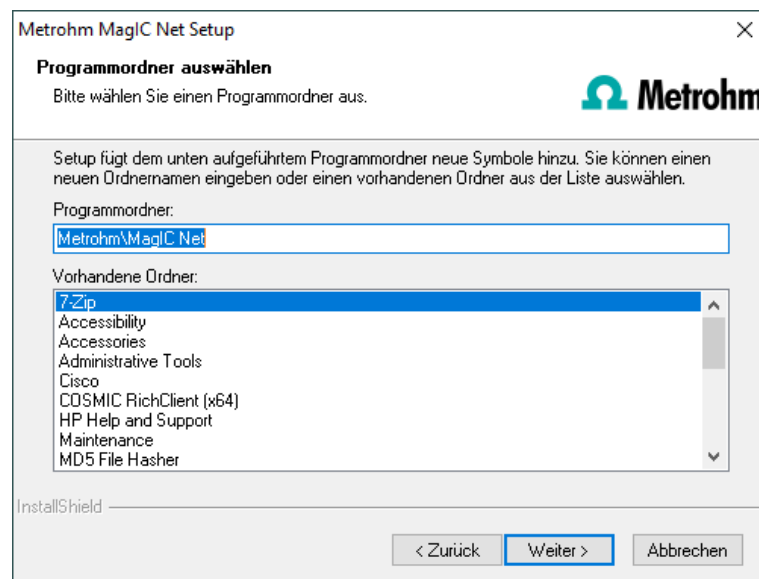 Metrohm MagIC Net Setup
Programmordner auswählen
Bitte wählen Sie einen Programmordner aus.
Metrohm
Setup fügt dem unten aufgeführtem Programmordner neue Symbole hinzu. Sie können einen
neuen Ordnernamen eingeben oder einen vorhandenen Ordner aus der Liste auswählen.
Programmordner:
Metrohm\MagIC Net
Vorhandene Ordner:
7-Zip
Accessibility
Accessories
Administrative Tools
Cisco
COSMIC RichClient (x64)
HP Help and Support
Maintenance
MD5 File Hasher
InstallShield
< Zurück Weiter > Abbrechen